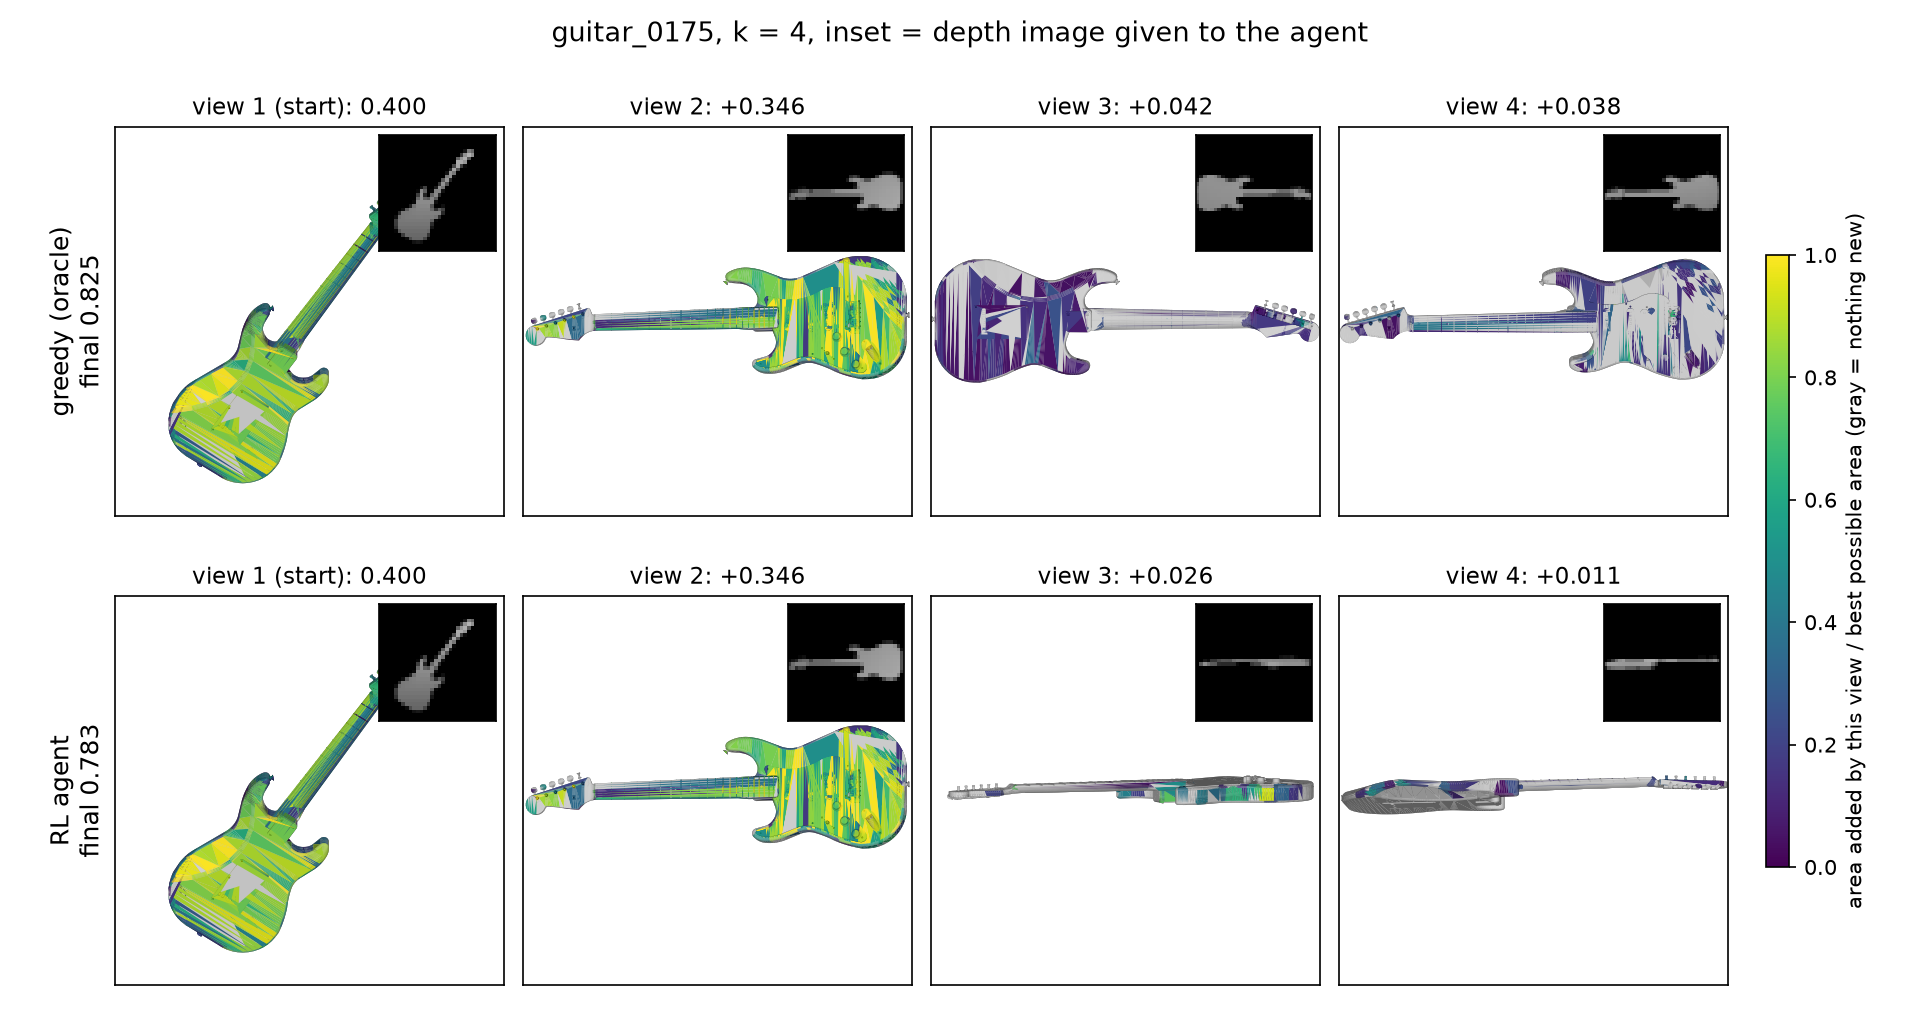 guitar_0175, k = 4, inset = depth image given to the agent
greedy (oracle)
final 0.825
view 1 (start): 0.400
view 2: +0.346
view 3: +0.042
view 4: +0.038
RL agent
final 0.783
view 1 (start): 0.400
view 2: +0.346
view 3: +0.026
view 4: +0.011
1.0
0.8
0.6
0.4
0.2
0.0
area added by this view / best possible area (gray = nothing new)